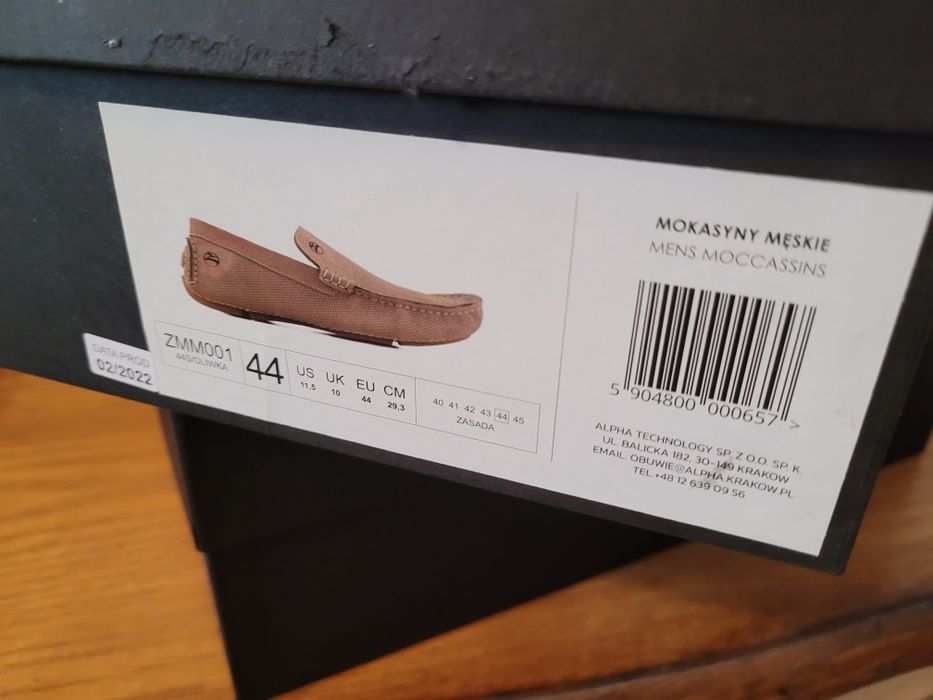 MOKASYNY MĘSKIE
MENS MOCCASSINS
5 904800 000657 >
ALPHA TECHNOLOGY SP. Z O.O. SP. K.
UL. BALICKA 182, 30-149 KRAKOW
EMAIL: OBUWIE@ALPHA.KRAKOW.PL
TEL.+48 12 639 09 56
DATA PROD
02/2022
ZMM001
44
44
US UK EU CM
11,5 10 44 29,3
40 41 42 43 44 45
ZASADA